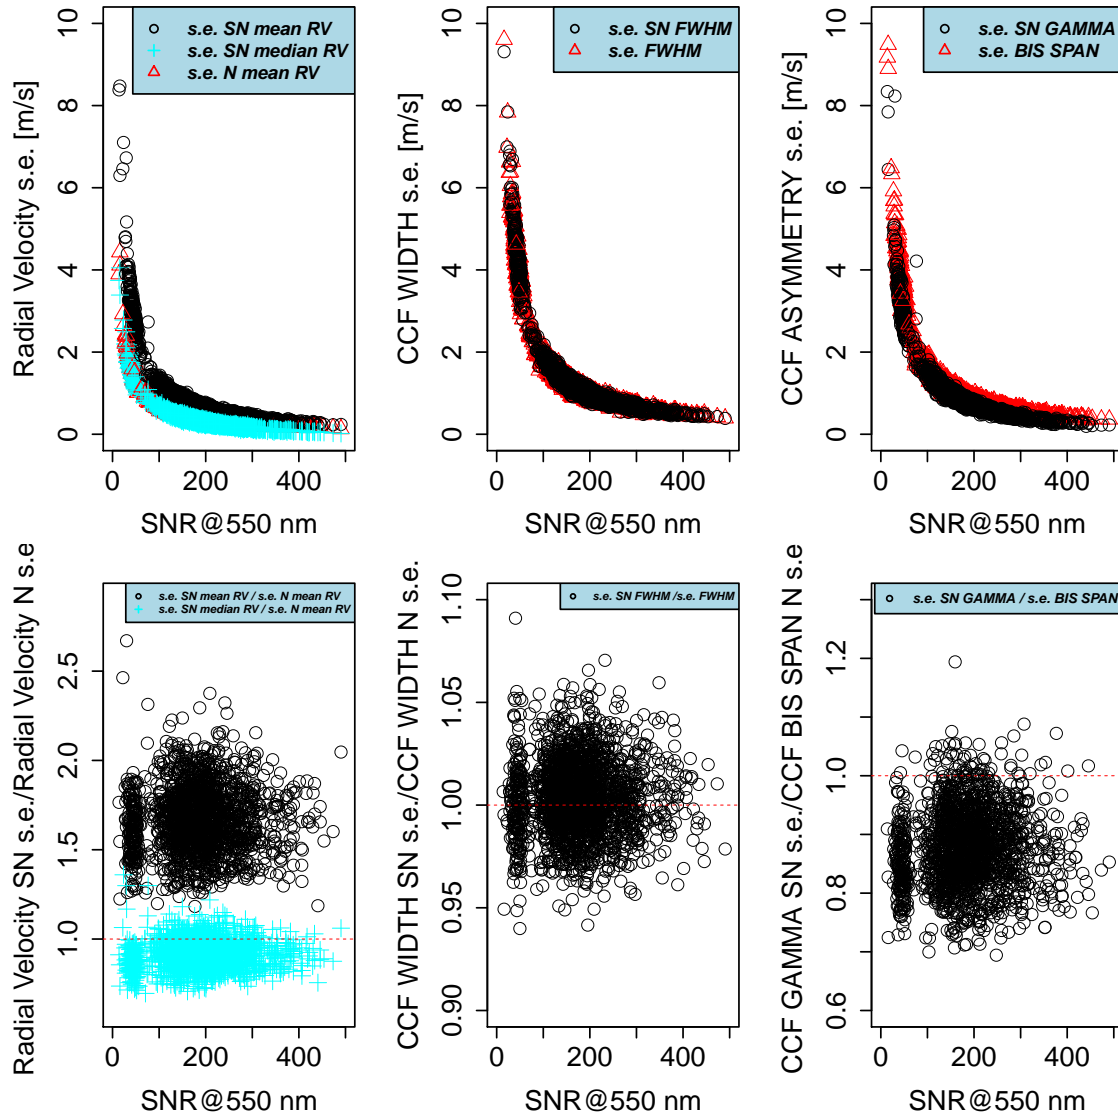 Radial Velocity s.e. [m/s]
0 2 4 6 8 10
s.e. SN mean RV
s.e. SN median RV
s.e. N mean RV
0 200 400
SNR@550 nm
CCF WIDTH s.e. [m/s]
0 2 4 6 8 10
s.e. SN FWHM
s.e. FWHM
0 200 400
SNR@550 nm
CCF ASYMMETRY s.e. [m/s]
0 2 4 6 8 10
s.e. SN GAMMA
s.e. BIS SPAN
0 200 400
SNR@550 nm
Radial Velocity SN s.e./Radial Velocity N s.e
1.0 1.5 2.0 2.5
s.e. SN mean RV / s.e. N mean RV
s.e. SN median RV / s.e. N mean RV
0 200 400
SNR@550 nm
CCF WIDTH SN s.e./CCF WIDTH N s.e.
0.90 0.95 1.00 1.05 1.10
s.e. SN FWHM /s.e. FWHM
0 200 400
SNR@550 nm
CCF GAMMA SN s.e./CCF BIS SPAN N s.e
0.6 0.8 1.0 1.2
s.e. SN GAMMA / s.e. BIS SPAN
0 200 400
SNR@550 nm